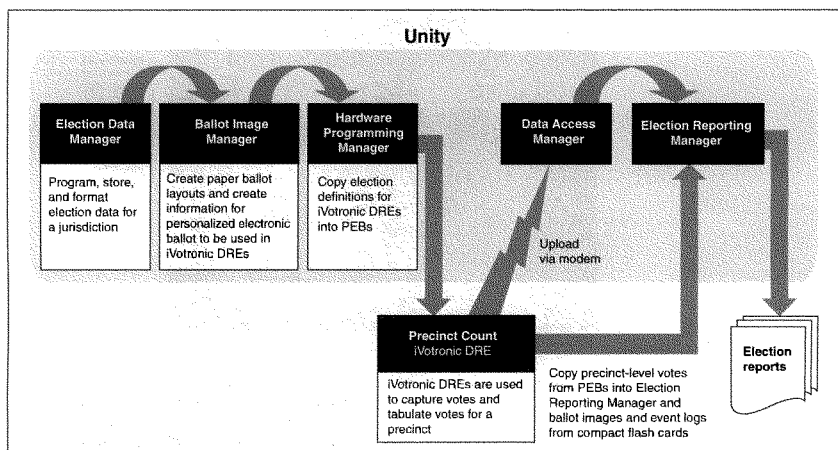 Unity
Election Data
Manager
Program, store,
and format
election data for
a jurisdiction
Ballot Image
Manager
Create paper ballot
layouts and create
information for
personalized electronic
ballot to be used in
iVotronic DREs
Hardware
Programming
Manager
Copy election
definitions for
iVotronic DREs
into PEBs
Data Access
Manager
Election Reporting
Manager
Upload
via modem
Precinct Count
iVotronic DRE
iVotronic DREs are used
to capture votes and
tabulate votes for a
precinct
Copy precinct-level votes
from PEBs into Election
Reporting Manager and
ballot images and event logs
from compact flash cards
Election
reports